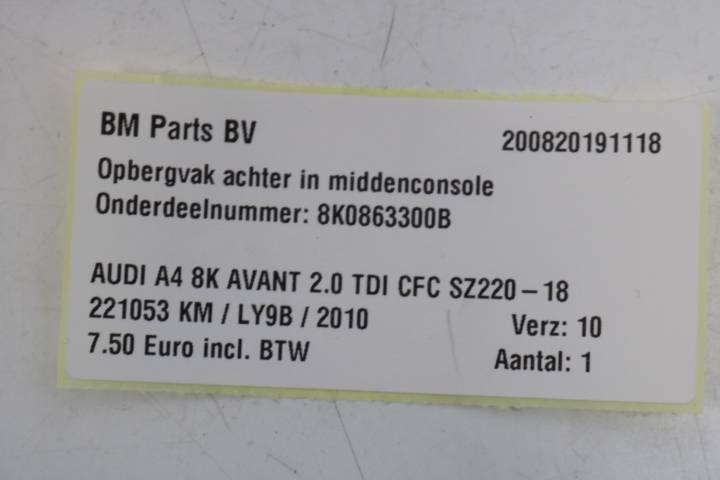 BM Parts BV 200820191118
Opbergvak achter in middenconsole
Onderdeelnummer: 8K0863300B
AUDI A4 8K AVANT 2.0 TDI CFC SZ220 – 18
221053 KM / LY9B / 2010 Verz: 10
7.50 Euro incl. BTW Aantal: 1